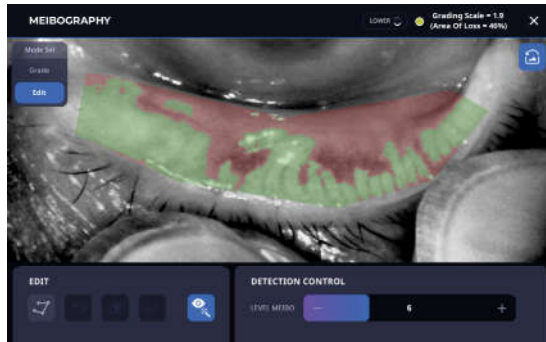 MEIBOGRAPHY
LOWER
Grading Scale = 1.9
(Area Of Loss = 46%)
Mode Sel
Grade
Edit
EDIT
DETECTION CONTROL
LEVEL MEIBO
6